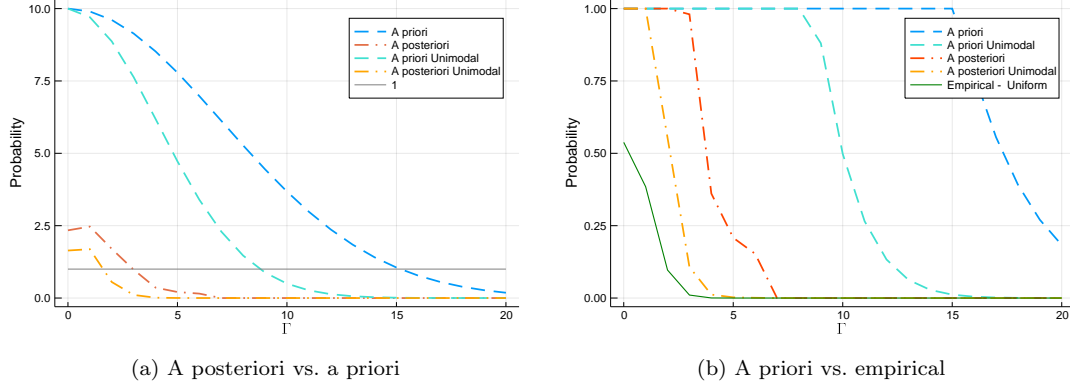 10.0
7.5
5.0
2.5
0.0
Probability
0
5
10
15
20
Γ
A priori
A posteriori
A priori Unimodal
A posteriori Unimodal
1
(a) A posteriori vs. a priori
1.00
0.75
0.50
0.25
0.00
Probability
0
5
10
15
20
Γ
A priori
A priori Unimodal
A posteriori
A posteriori Unimodal
Empirical - Uniform
(b) A priori vs. empirical